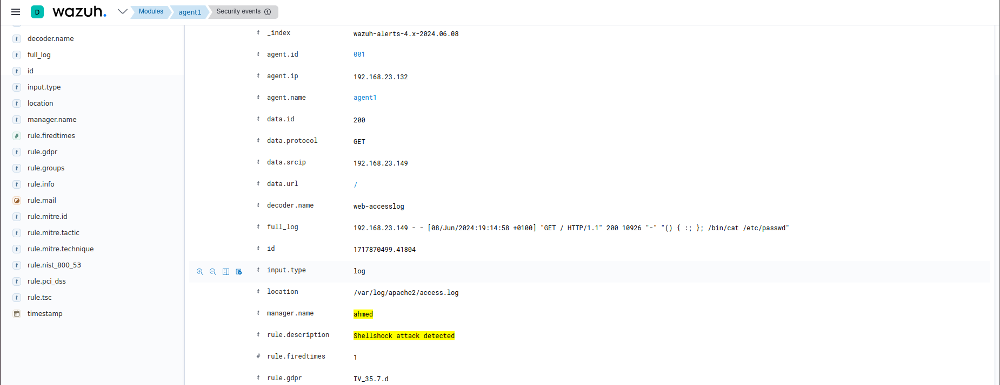 D wazuh. Modules agent1 Security events
decoder.name
full_log
id
input.type
location
manager.name
rule.firedtimes
rule.gdpr
rule.groups
rule.info
rule.mail
rule.mitre.id
rule.mitre.tactic
rule.mitre.technique
rule.nist_800_53
rule.pci_dss
rule.tsc
timestamp
t _index wazuh-alerts-4.x-2024.06.08
t agent.id 001
t agent.ip 192.168.23.132
t agent.name agent1
t data.id 200
t data.protocol GET
t data.srcip 192.168.23.149
t data.url /
t decoder.name web-accesslog
t full_log 192.168.23.149 - - [08/Jun/2024:19:14:58 +0100] "GET / HTTP/1.1" 200 10926 "-" "() { :; }; /bin/cat /etc/passwd"
t id 1717870499.41804
t input.type log
t location /var/log/apache2/access.log
t manager.name ahmed
t rule.description Shellshock attack detected
# rule.firedtimes 1
t rule.gdpr IV_35.7.d